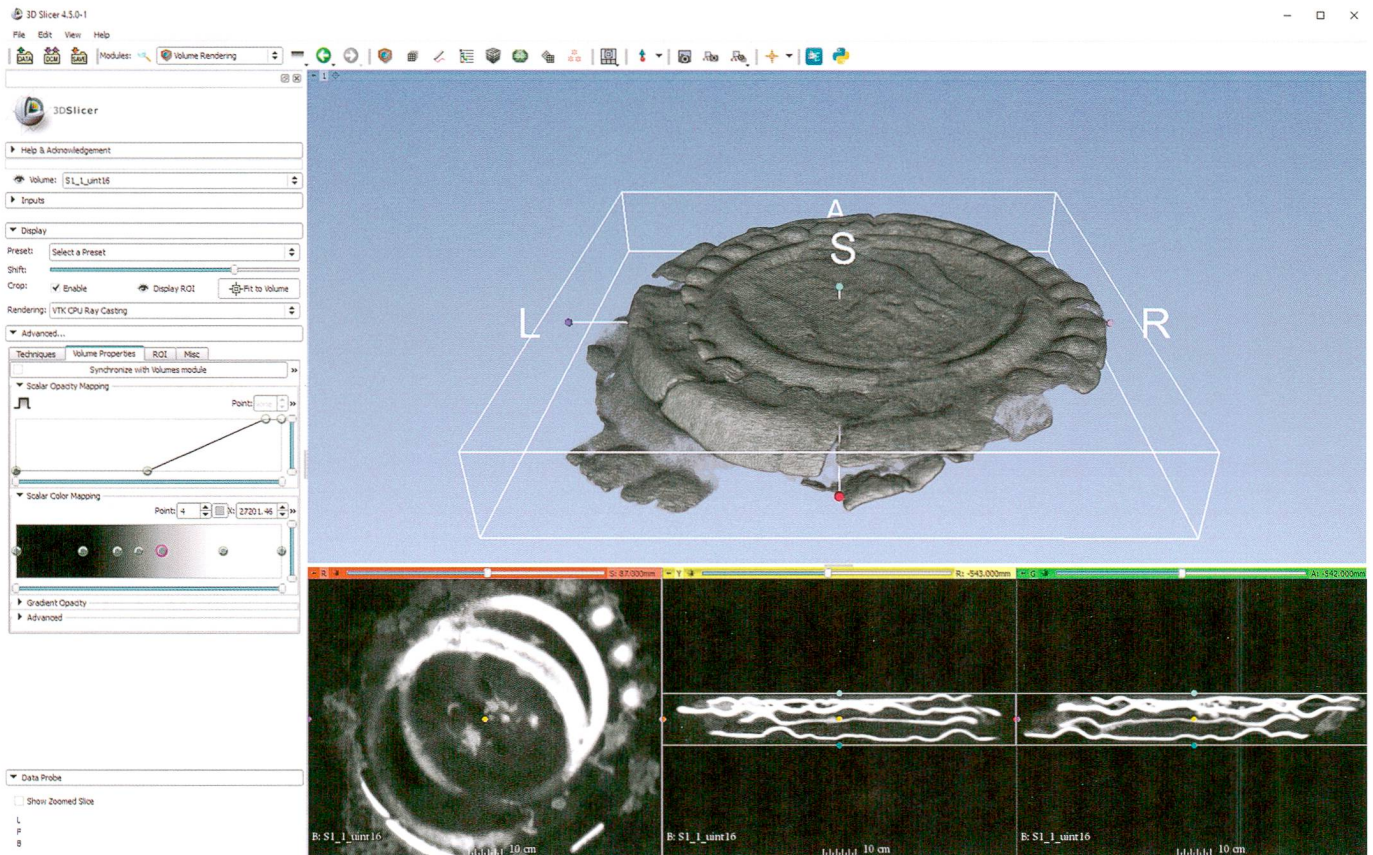 3D Slicer 4.5.0-1
File Edit View Help
DATA DCM SAVE Modules: Volume Rendering
3DSlicer
Help & Acknowledgement
Volume: S1_1_uint16
Inputs
Display
Preset: Select a Preset
Shift:
Crop: Enable Display ROI Fit to Volume
Rendering: VTK CPU Ray Casting
Advanced...
Techniques Volume Properties ROI Misc
Synchronize with Volumes module
Scalar Opacity Mapping
Point:
Scalar Color Mapping
Point: 4 X: 27201.46
Gradient Opacity
Advanced
Data Probe
Show Zoomed Slice
L
F
B
1
A
S
L
R
R S: 87.000mm
B: S1_1_uint16
10 cm
Y R: -543.000mm
B: S1_1_uint16
10 cm
G A: -542.000mm
B: S1_1_uint16
10 cm